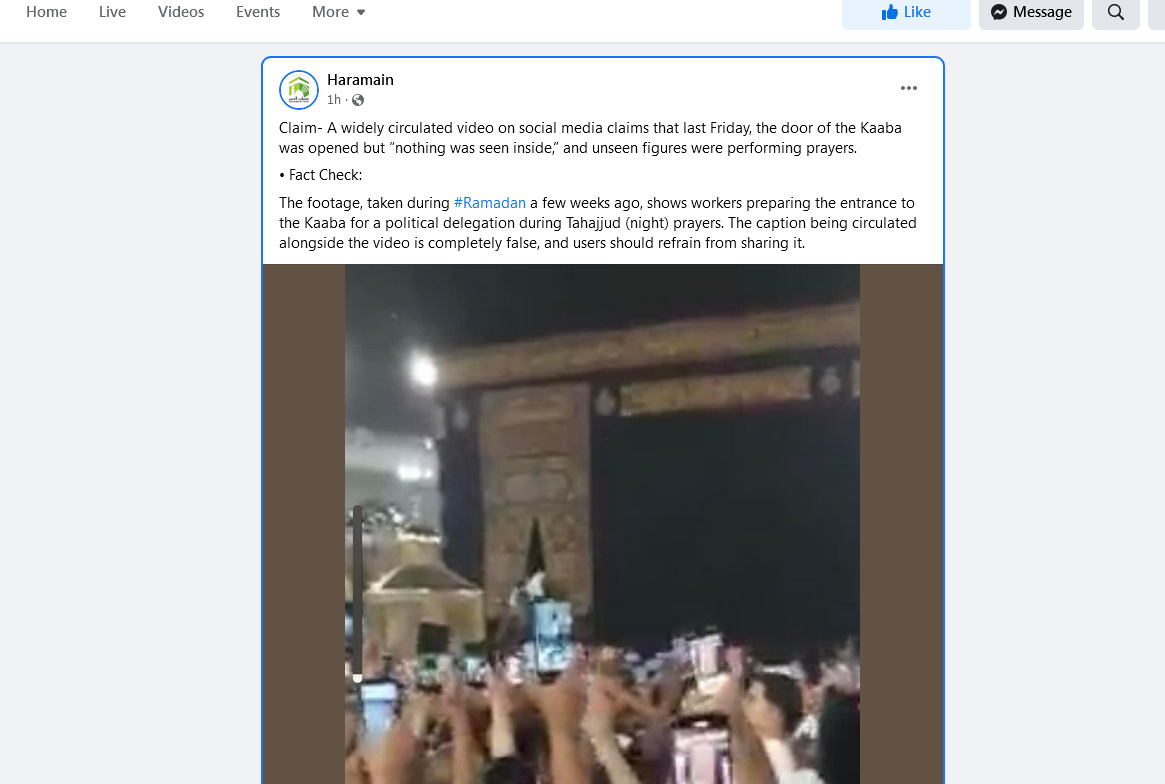 Home Live Videos Events More Like Message
Haramain
1h ·
Claim- A widely circulated video on social media claims that last Friday, the door of the Kaaba
was opened but “nothing was seen inside,” and unseen figures were performing prayers.
• Fact Check:
The footage, taken during #Ramadan a few weeks ago, shows workers preparing the entrance to
the Kaaba for a political delegation during Tahajjud (night) prayers. The caption being circulated
alongside the video is completely false, and users should refrain from sharing it.